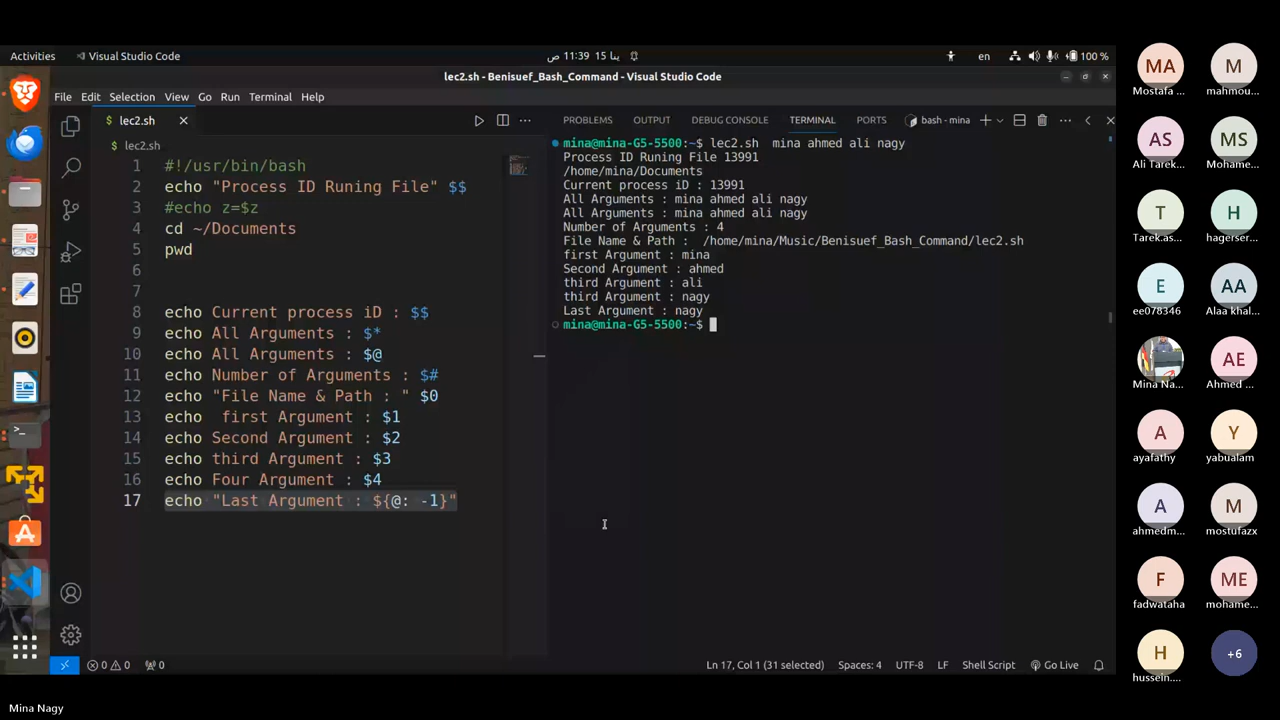 Activities
Visual Studio Code
11:39 ص
15 ينا
en
100 %
lec2.sh - Benisuef_Bash_Command - Visual Studio Code
File Edit Selection View Go Run Terminal Help
lec2.sh
lec2.sh
1 #!/usr/bin/bash
2 echo "Process ID Runing File" $$
3 #echo z=$z
4 cd ~/Documents
5 pwd
6
7
8 echo Current process iD : $$
9 echo All Arguments : $*
10 echo All Arguments : $@
11 echo Number of Arguments : $#
12 echo "File Name & Path : " $0
13 echo  first Argument : $1
14 echo Second Argument : $2
15 echo third Argument : $3
16 echo Four Argument : $4
17 echo "Last Argument : ${@: -1}"
PROBLEMS OUTPUT DEBUG CONSOLE TERMINAL PORTS
bash - mina
mina@mina-G5-5500:~$ lec2.sh  mina ahmed ali nagy
Process ID Runing File 13991
/home/mina/Documents
Current process iD : 13991
All Arguments : mina ahmed ali nagy
All Arguments : mina ahmed ali nagy
Number of Arguments : 4
File Name & Path :  /home/mina/Music/Benisuef_Bash_Command/lec2.sh
first Argument : mina
Second Argument : ahmed
third Argument : ali
third Argument : nagy
Last Argument : nagy
mina@mina-G5-5500:~$
0 0 0
Ln 17, Col 1 (31 selected) Spaces: 4 UTF-8 LF Shell Script Go Live
MA
Mostafa ...
M
mahmou...
AS
Ali Tarek...
MS
Mohame...
T
Tarek.as...
H
hagerser...
E
ee078346
AA
Alaa khal...
Mina Na...
AE
Ahmed ...
A
ayafathy
Y
yabualam
A
ahmedm...
M
mostufazx
F
fadwataha
ME
mohame...
H
hussein....
+6
Mina Nagy